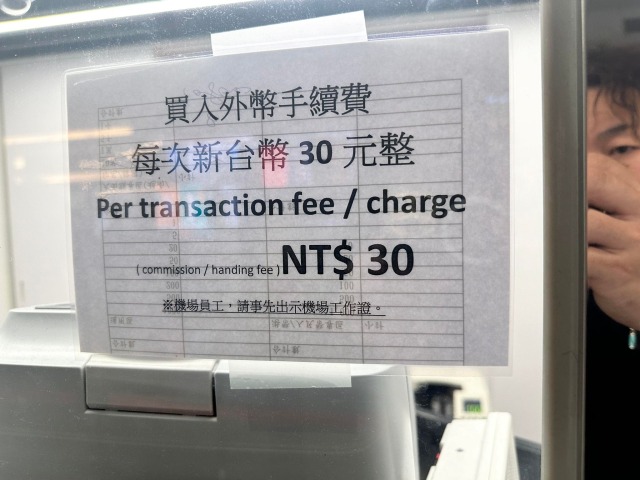 買入外幣手續費
每次新台幣 30 元整
Per transaction fee / charge
( commission / handing fee ) NT$ 30
※機場員工，請事先出示機場工作證。